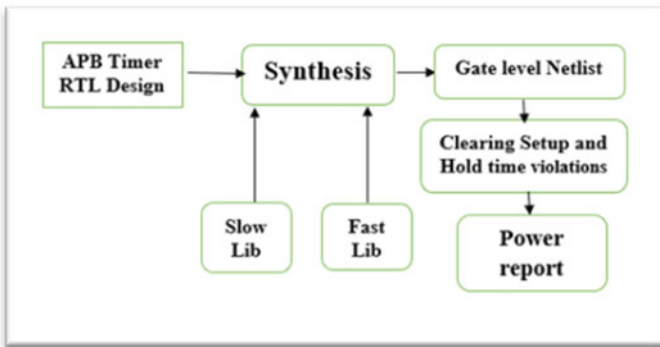 APB Timer
RTL Design
Synthesis
Gate level Netlist
Clearing Setup and
Hold time violations
Slow
Lib
Fast
Lib
Power
report